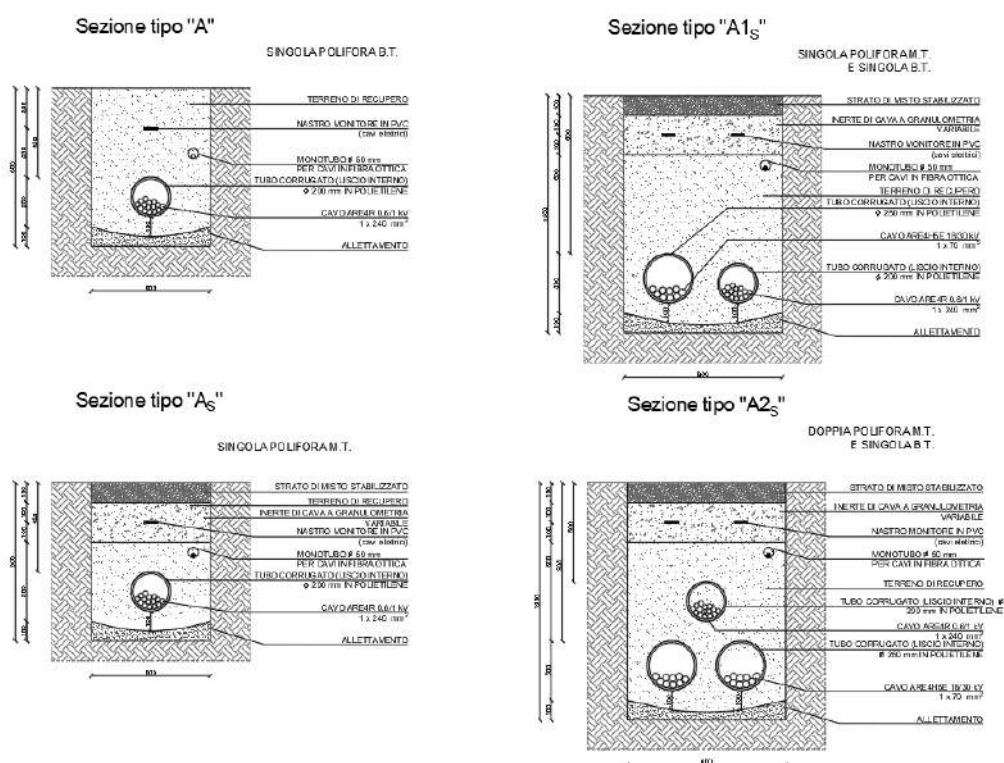 Sezione tipo "A"
SINGOLA POLIFORA B.T.
TERRENO DI RECUPERO
NASTRO MONITORE IN PVC
(cavi elettrici)
MONOTUBO ø 50 mm
PER CAVI IN FIBRA OTTICA
TUBO CORRUGATO (LISCIO INTERNO)
ϕ 200 mm IN POLIETILENE
CAVO ARE4R 0.6/1 kV
1 x 240 mm²
ALLETTAMENTO
Sezione tipo "A1S"
SINGOLA POLIFORA M.T.
E SINGOLA B.T.
STRATO DI MISTO STABILIZZATO
INERTE DI CAVA A GRANULOMETRIA
VARIABILE
NASTRO MONITORE IN PVC
(cavi elettrici)
MONOTUBO ø 50 mm
PER CAVI IN FIBRA OTTICA
TERRENO DI RECUPERO
TUBO CORRUGATO (LISCIO INTERNO)
ϕ 250 mm IN POLIETILENE
CAVO ARE4H5E 18/30 kV
1 x 70 mm²
TUBO CORRUGATO (LISCIO INTERNO)
ϕ 200 mm IN POLIETILENE
CAVO ARE4R 0.6/1 kV
1 x 240 mm²
ALLETTAMENTO
Sezione tipo "AS"
SINGOLA POLIFORA M.T.
STRATO DI MISTO STABILIZZATO
TERRENO DI RECUPERO
INERTE DI CAVA A GRANULOMETRIA
VARIABILE
NASTRO MONITORE IN PVC
(cavi elettrici)
MONOTUBO ø 50 mm
PER CAVI IN FIBRA OTTICA
TUBO CORRUGATO (LISCIO INTERNO)
ϕ 200 mm IN POLIETILENE
CAVO ARE4R 0.6/1 kV
1 x 240 mm²
ALLETTAMENTO
Sezione tipo "A2S"
DOPPIA POLIFORA M.T.
E SINGOLA B.T.
STRATO DI MISTO STABILIZZATO
INERTE DI CAVA A GRANULOMETRIA
VARIABILE
NASTRO MONITORE IN PVC
(cavi elettrici)
MONOTUBO ø 50 mm
PER CAVI IN FIBRA OTTICA
TERRENO DI RECUPERO
TUBO CORRUGATO (LISCIO INTERNO) ø
200 mm IN POLIETILENE
CAVO ARE4R 0.6/1 kV
1 x 240 mm²
TUBO CORRUGATO (LISCIO INTERNO)
ø 250 mm IN POLIETILENE
CAVO ARE4H5E 18/30 kV
1 x 70 mm²
ALLETTAMENTO